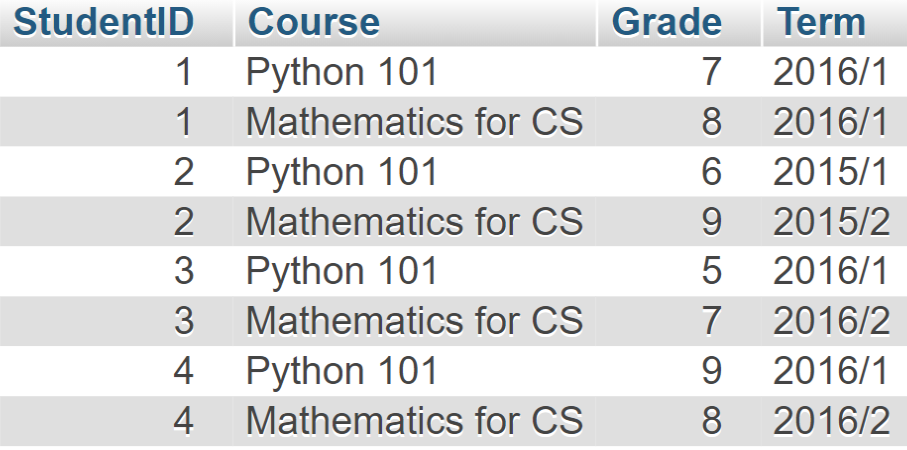 StudentID Course Grade Term
1 Python 101 7 2016/1
1 Mathematics for CS 8 2016/1
2 Python 101 6 2015/1
2 Mathematics for CS 9 2015/2
3 Python 101 5 2016/1
3 Mathematics for CS 7 2016/2
4 Python 101 9 2016/1
4 Mathematics for CS 8 2016/2